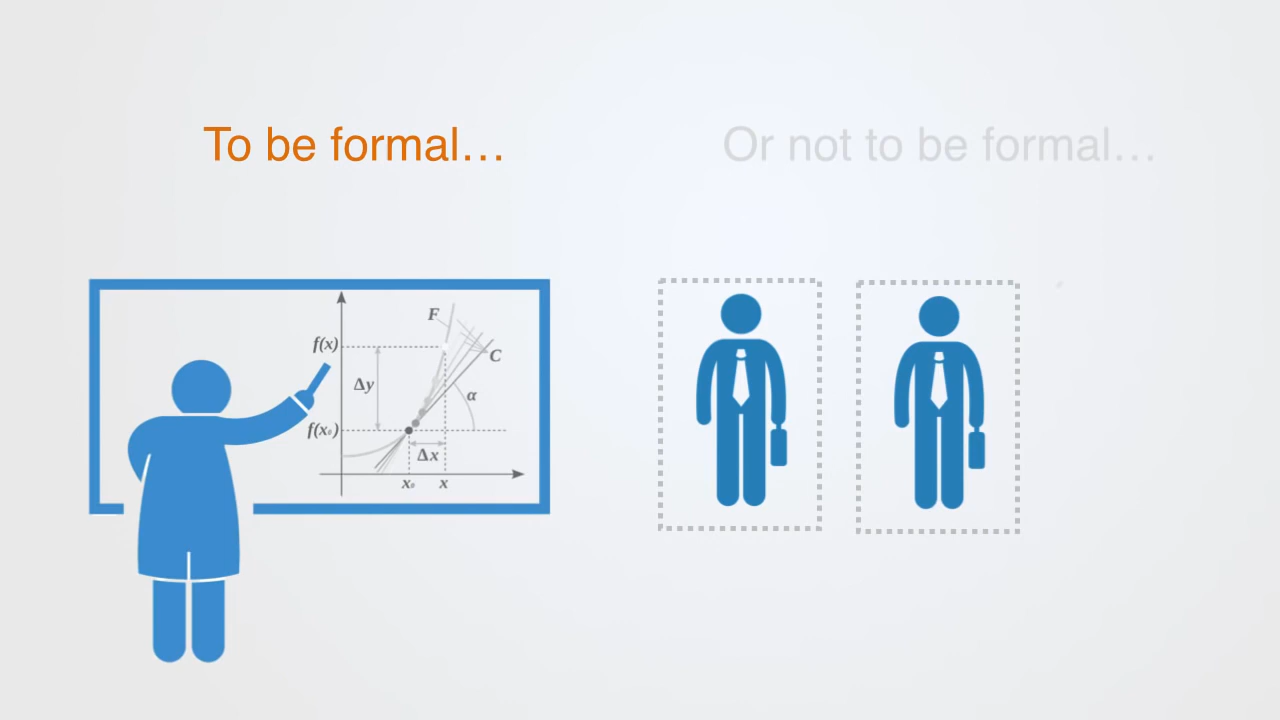 To be formal…
Or not to be formal…
F
f(x)
C
Δy
α
f(x₀)
Δx
x₀
x